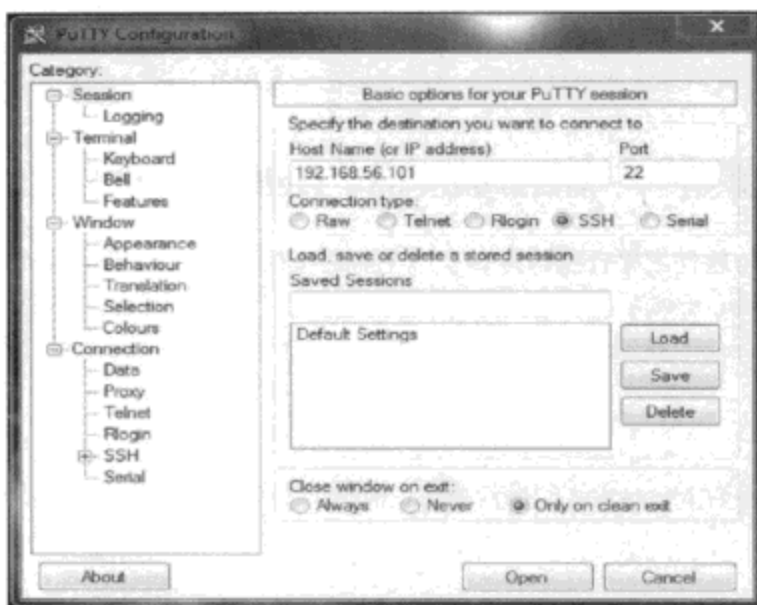 PuTTY Configuration
Category:
Session
Logging
Terminal
Keyboard
Bell
Features
Window
Appearance
Behaviour
Translation
Selection
Colours
Connection
Data
Proxy
Telnet
Rlogin
SSH
Serial
Basic options for your PuTTY session
Specify the destination you want to connect to
Host Name (or IP address) Port
192.168.56.101 22
Connection type:
Raw Telnet Rlogin SSH Serial
Load, save or delete a stored session
Saved Sessions
Default Settings
Load
Save
Delete
Close window on exit:
Always Never Only on clean exit
About Open Cancel